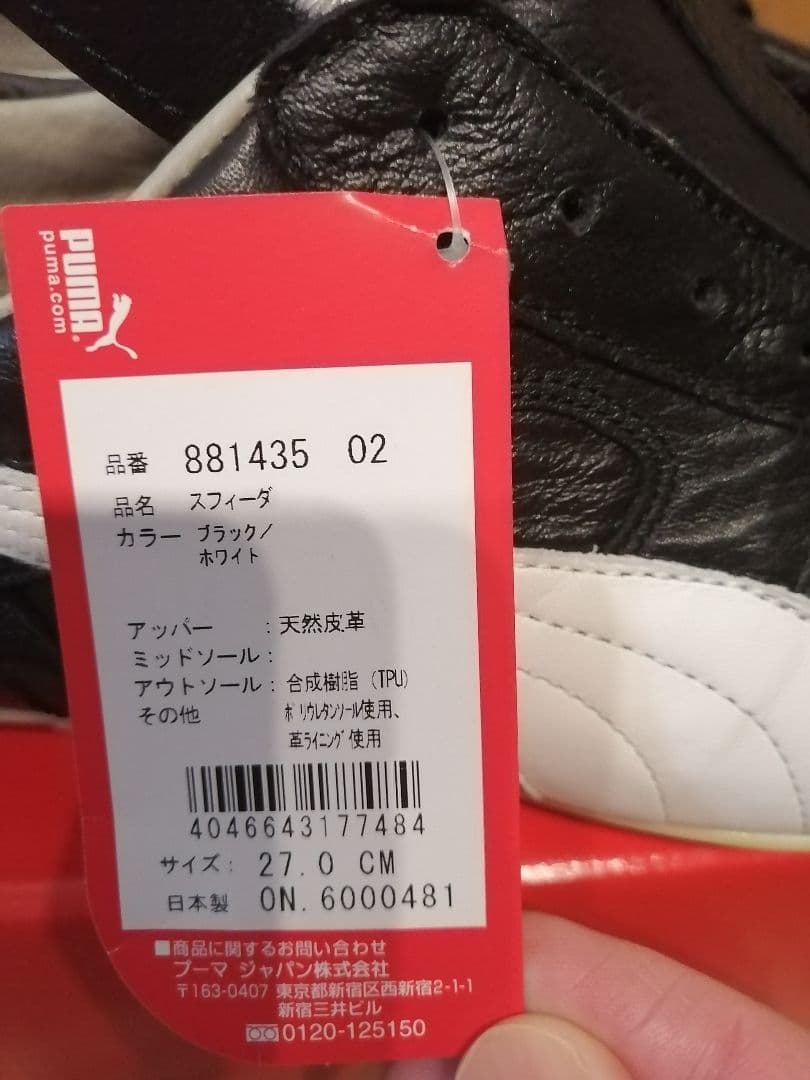 PUMA
puma.com
品番 881435 02
品名 スフィーダ
カラー ブラック/
ホワイト
アッパー : 天然皮革
ミッドソール :
アウトソール : 合成樹脂 (TPU)
その他 ポリウレタンソール使用、
革ライニング使用
4046643177484
サイズ: 27.0 CM
日本製 ON. 6000481
■商品に関するお問い合わせ
プーマ ジャパン株式会社
〒163-0407 東京都新宿区西新宿2-1-1
新宿三井ビル
0120-125150